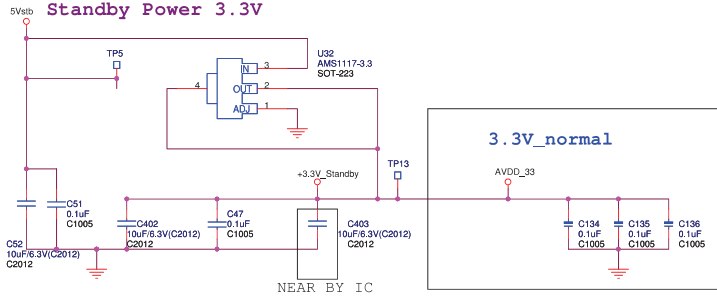 Standby Power 3.3V
5Vstb
TP5
U32
AMS1117-3.3
SOT-223
3
IN
4
OUT
2
ADJ
1
3.3V_normal
+3.3V_Standby
TP13
AVDD_33
C51
0.1uF
C1005
C52
10uF/6.3V(C2012)
C2012
C402
10uF/6.3V(C2012)
C2012
C47
0.1uF
C1005
C403
10uF/6.3V(C2012)
C2012
C134
0.1uF
C1005
C135
0.1uF
C1005
C136
0.1uF
C1005
NEAR BY IC